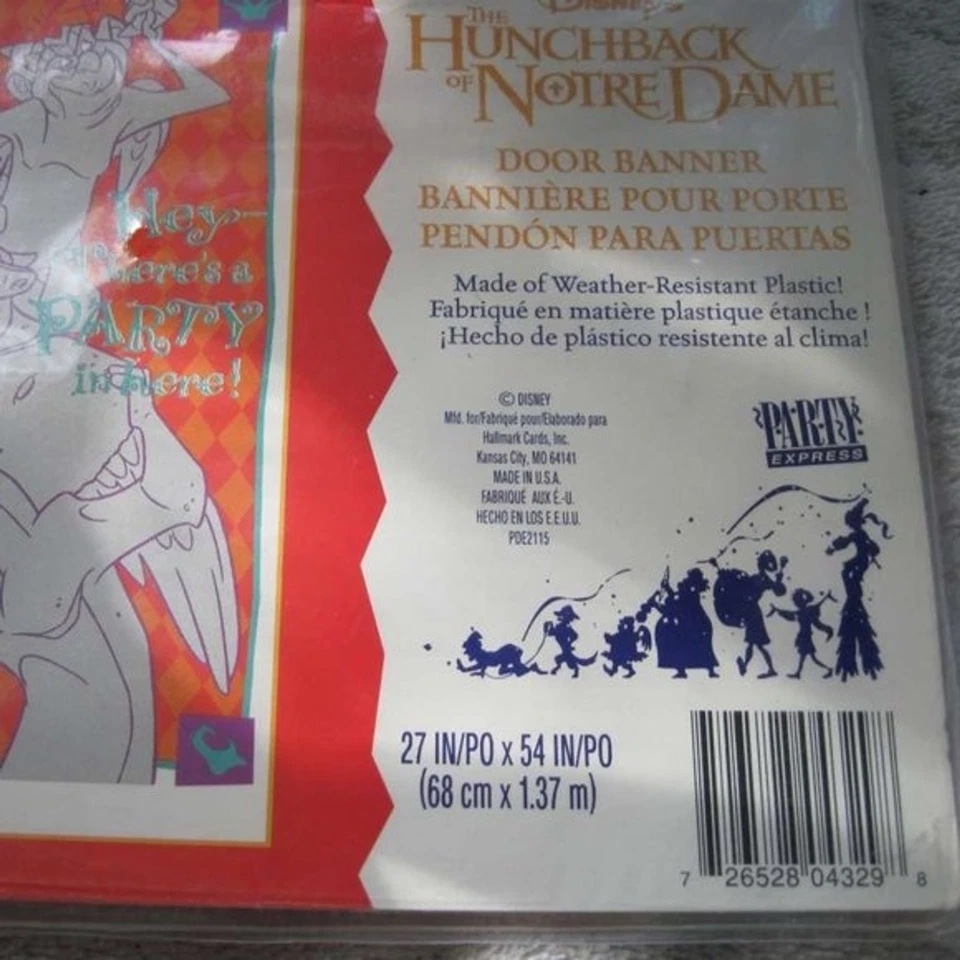 Hey—
There's a
PARTY
in here!
DISNEY'S
THE
HUNCHBACK
OF NOTRE DAME
DOOR BANNER
BANNIÈRE POUR PORTE
PENDÓN PARA PUERTAS
Made of Weather-Resistant Plastic!
Fabriqué en matière plastique étanche !
¡Hecho de plástico resistente al clima!
© DISNEY
Mfd. for/Fabriqué pour/Elaborado para
Hallmark Cards, Inc.
Kansas City, MO 64141
MADE IN U.S.A.
FABRIQUÉ AUX É.-U.
HECHO EN LOS E.E.U.U.
PDE2115
PARTY
EXPRESS
27 IN/PO x 54 IN/PO
(68 cm x 1.37 m)
7 26528 04329 8